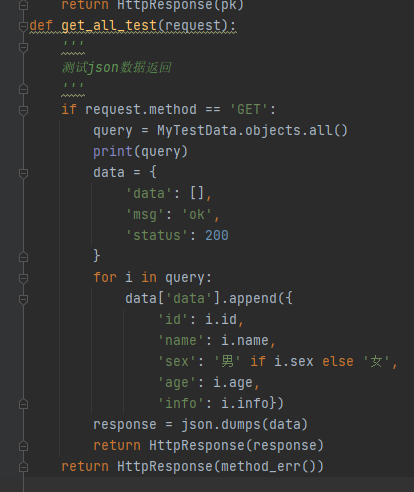 return HttpResponse(pk)
def get_all_test(request):
'''
测试json数据返回
'''
if request.method == 'GET':
query = MyTestData.objects.all()
print(query)
data = {
'data': [],
'msg': 'ok',
'status': 200
}
for i in query:
data['data'].append({
'id': i.id,
'name': i.name,
'sex': '男' if i.sex else '女',
'age': i.age,
'info': i.info})
response = json.dumps(data)
return HttpResponse(response)
return HttpResponse(method_err())